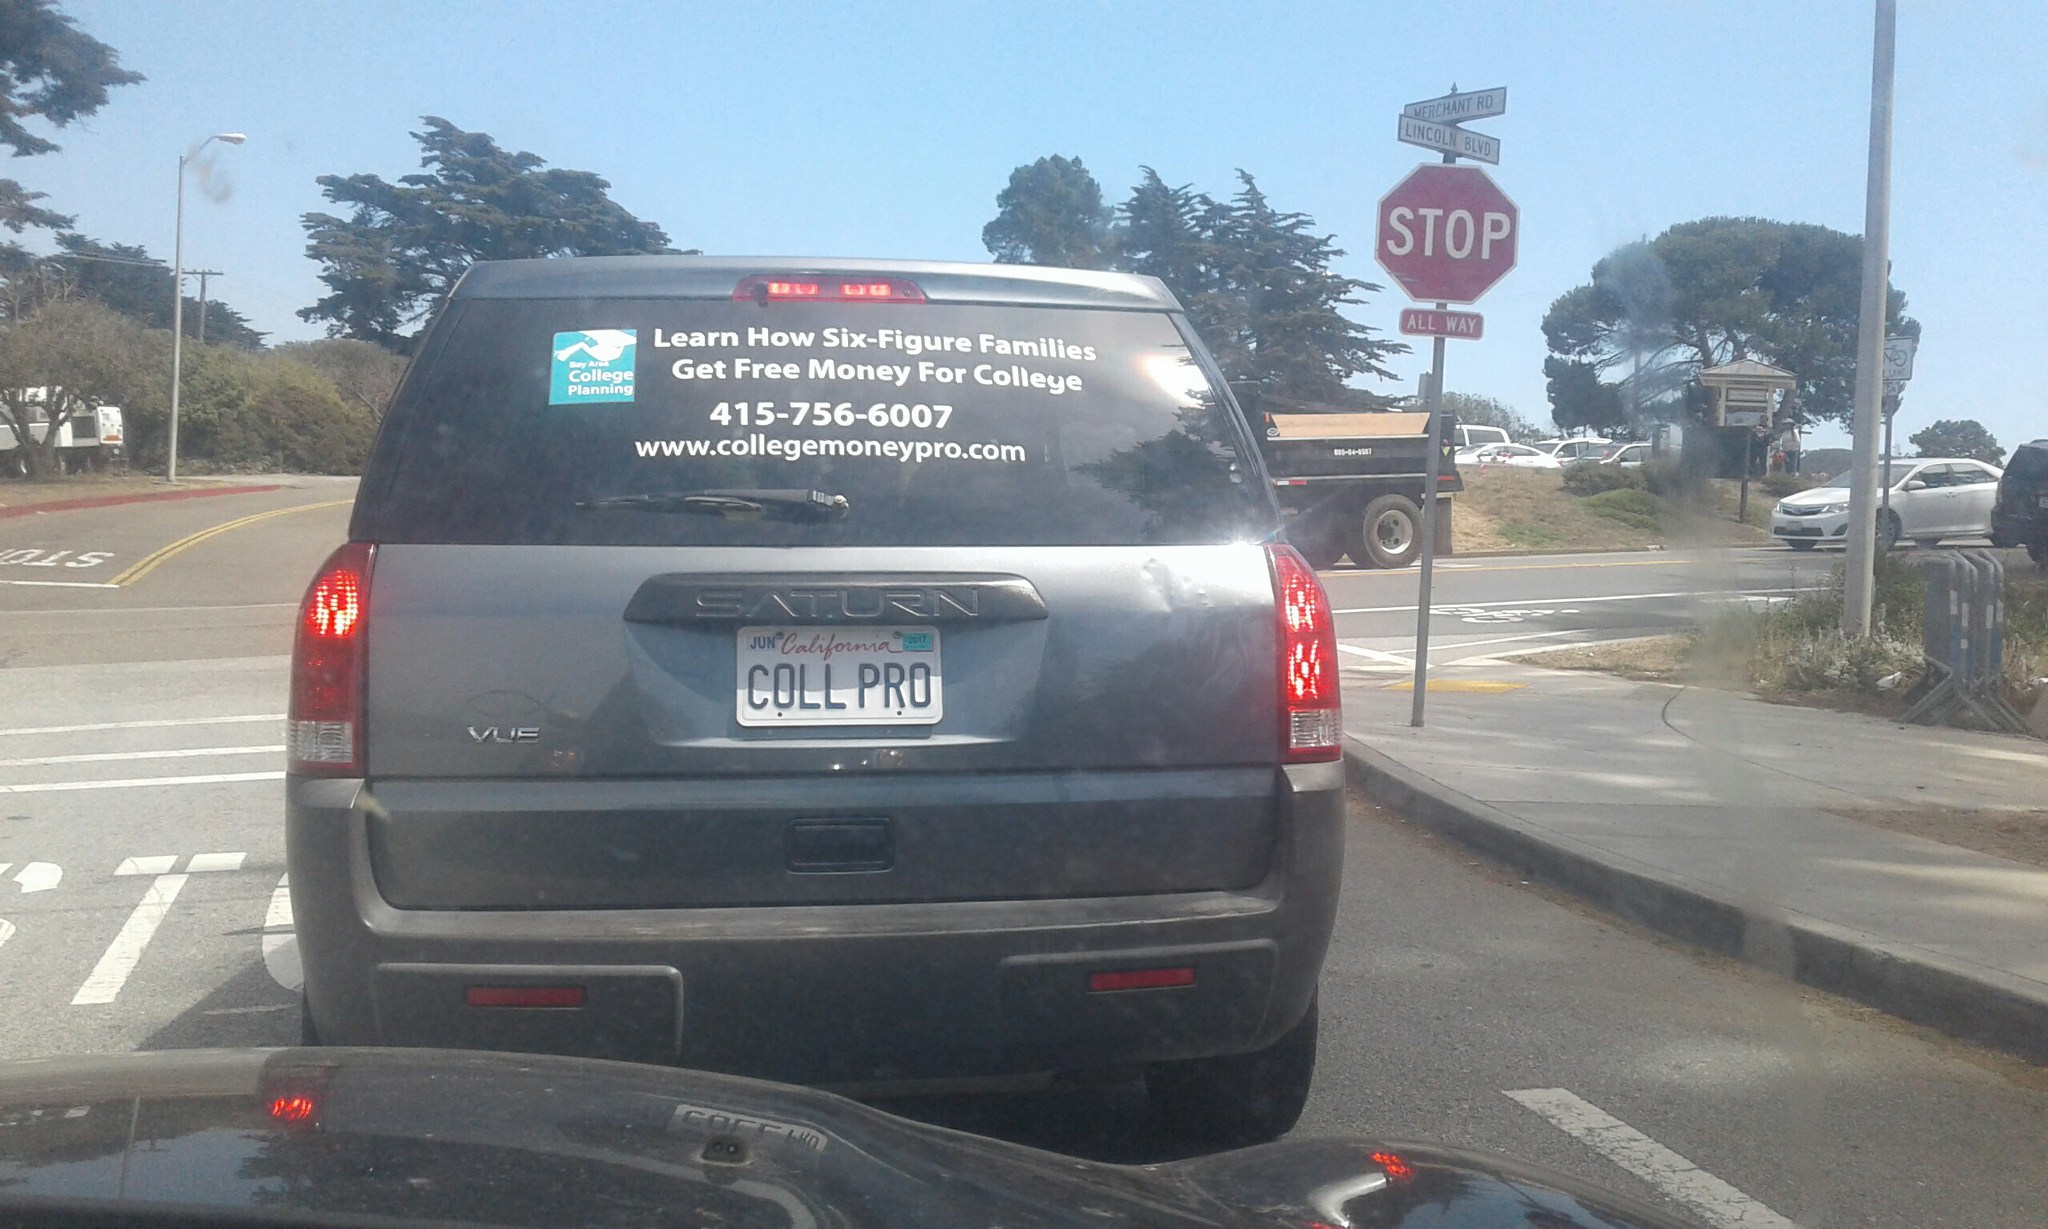 MERCHANT RD
LINCOLN BLVD
STOP
ALL WAY
Bay Area
College
Planning
Learn How Six-Figure Families
Get Free Money For College
415-756-6007
www.collegemoneypro.com
SATURN
JUN California 2017
COLL PRO
VUE
STOP